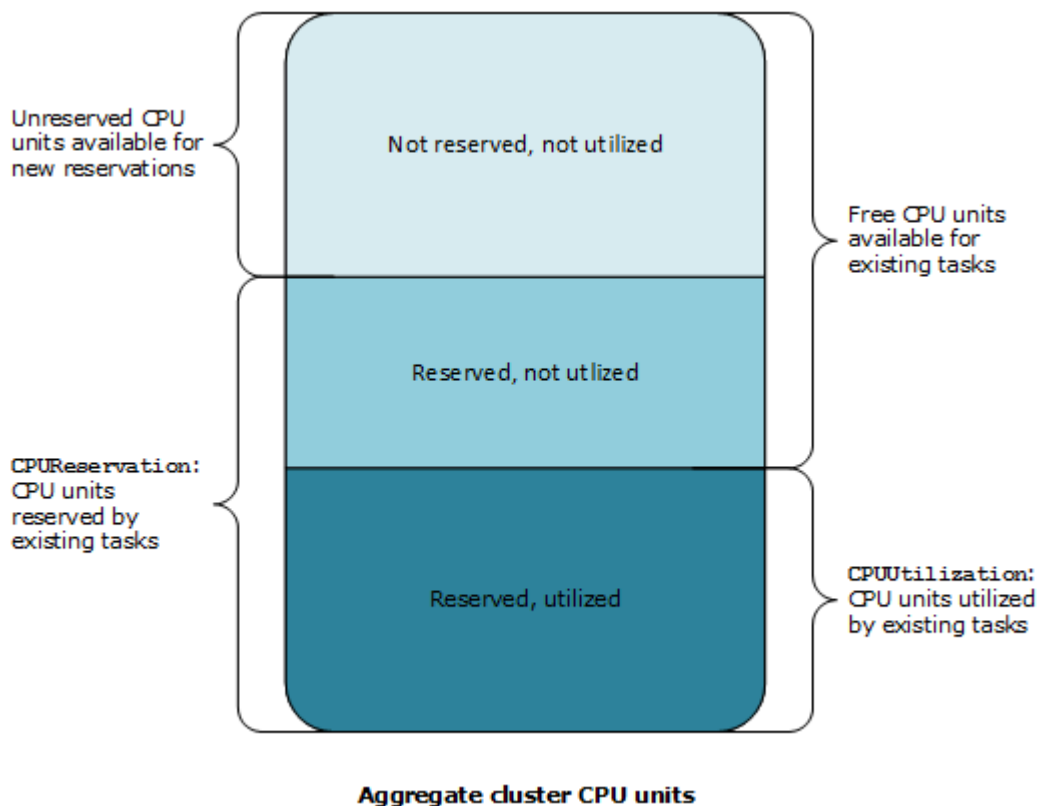 Unreserved CPU
units available for
new reservations
Not reserved, not utilized
Free CPU units
available for
existing tasks
Reserved, not utlized
CPUReservation:
CPU units
reserved by
existing tasks
Reserved, utilized
CPUUtilization:
CPU units utilized
by existing tasks
Aggregate cluster CPU units